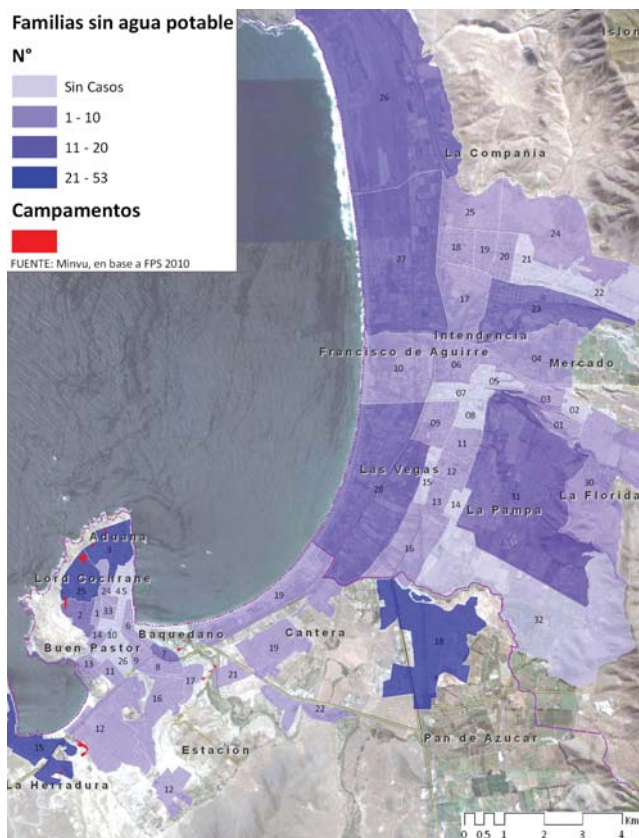 Familias sin agua potable
N°
Sin Casos
1 - 10
11 - 20
21 - 53
Campamentos
FUENTE: Minvu, en base a FPS 2010
Islon
26
La Compañia
25
24
18 19 20 21
27
22
17
23
Intendencia
Francisco de Aguirre
06 04 Mercado
10
05
07
03
02
08
01
09
11
Las Vegas
12
30
15
28
31 La Florida
13 14 La Pampa
16
Aduana
3
Lord Cochrane
25 24 4 5
19
32
2 1 33
6
18
14 10
Baquedano Cantera
Buen Pastor
19
7
13 26 9 8
11
17 21
16
22
12
Pan de Azucar
15
Estación
La Herradura
12
Km
0 0.5 1 2 3 4